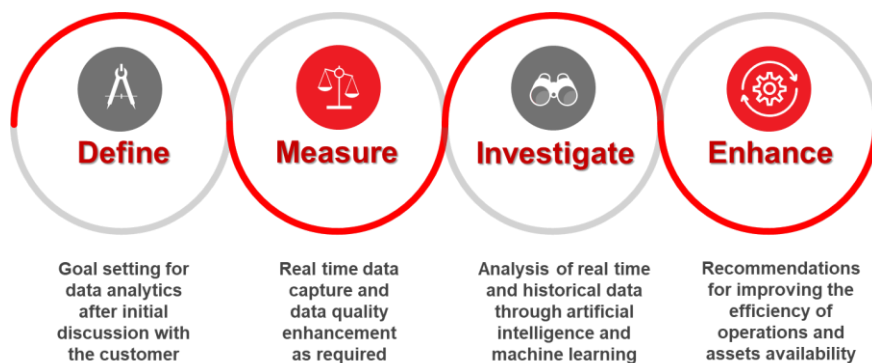 Define
Goal setting for
data analytics
after initial
discussion with
the customer
Measure
Real time data
capture and
data quality
enhancement
as required
Investigate
Analysis of real time
and historical data
through artificial
intelligence and
machine learning
Enhance
Recommendations
for improving the
efficiency of
operations and
assets availability